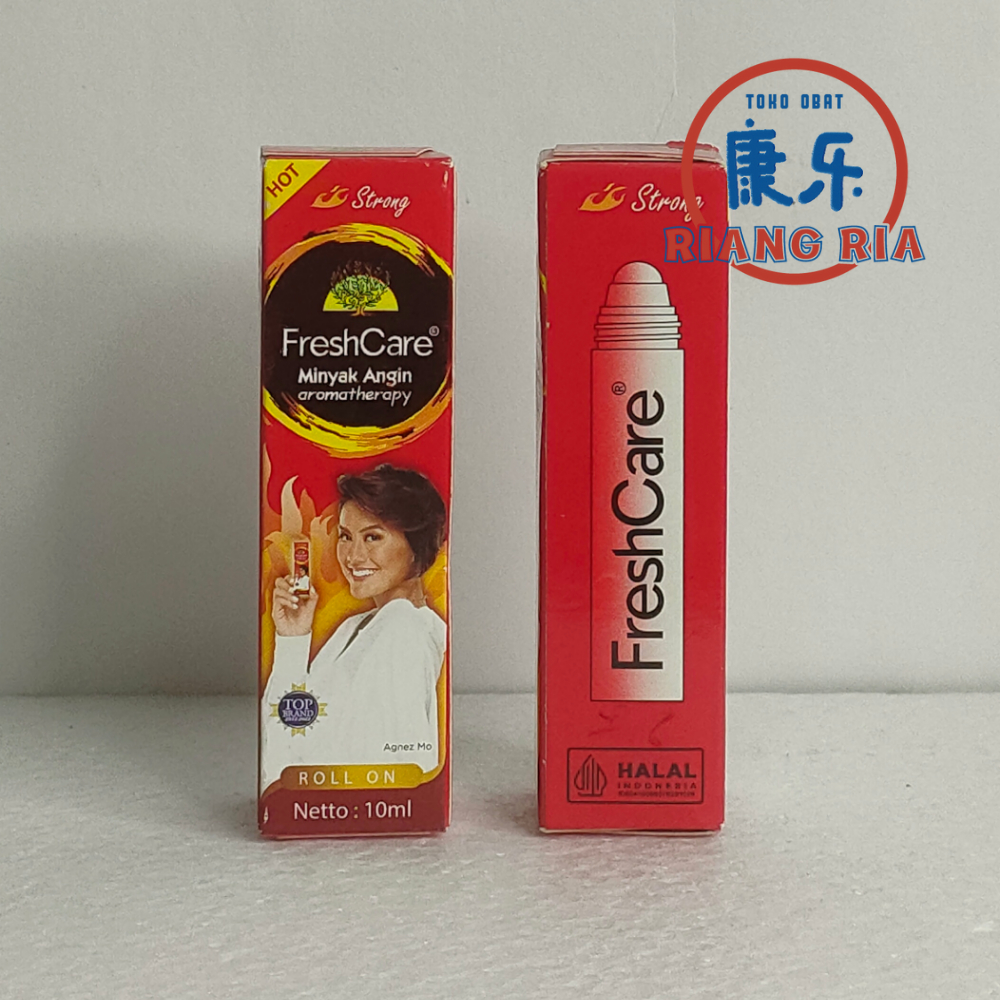 TOKO OBAT
康乐
RIANG RIA
HOT
Strong
FreshCare®
Minyak Angin
aromatherapy
TOP
BRAND
Agnez Mo
ROLL ON
Netto : 10ml
Strong
FreshCare®
HALAL
INDONESIA